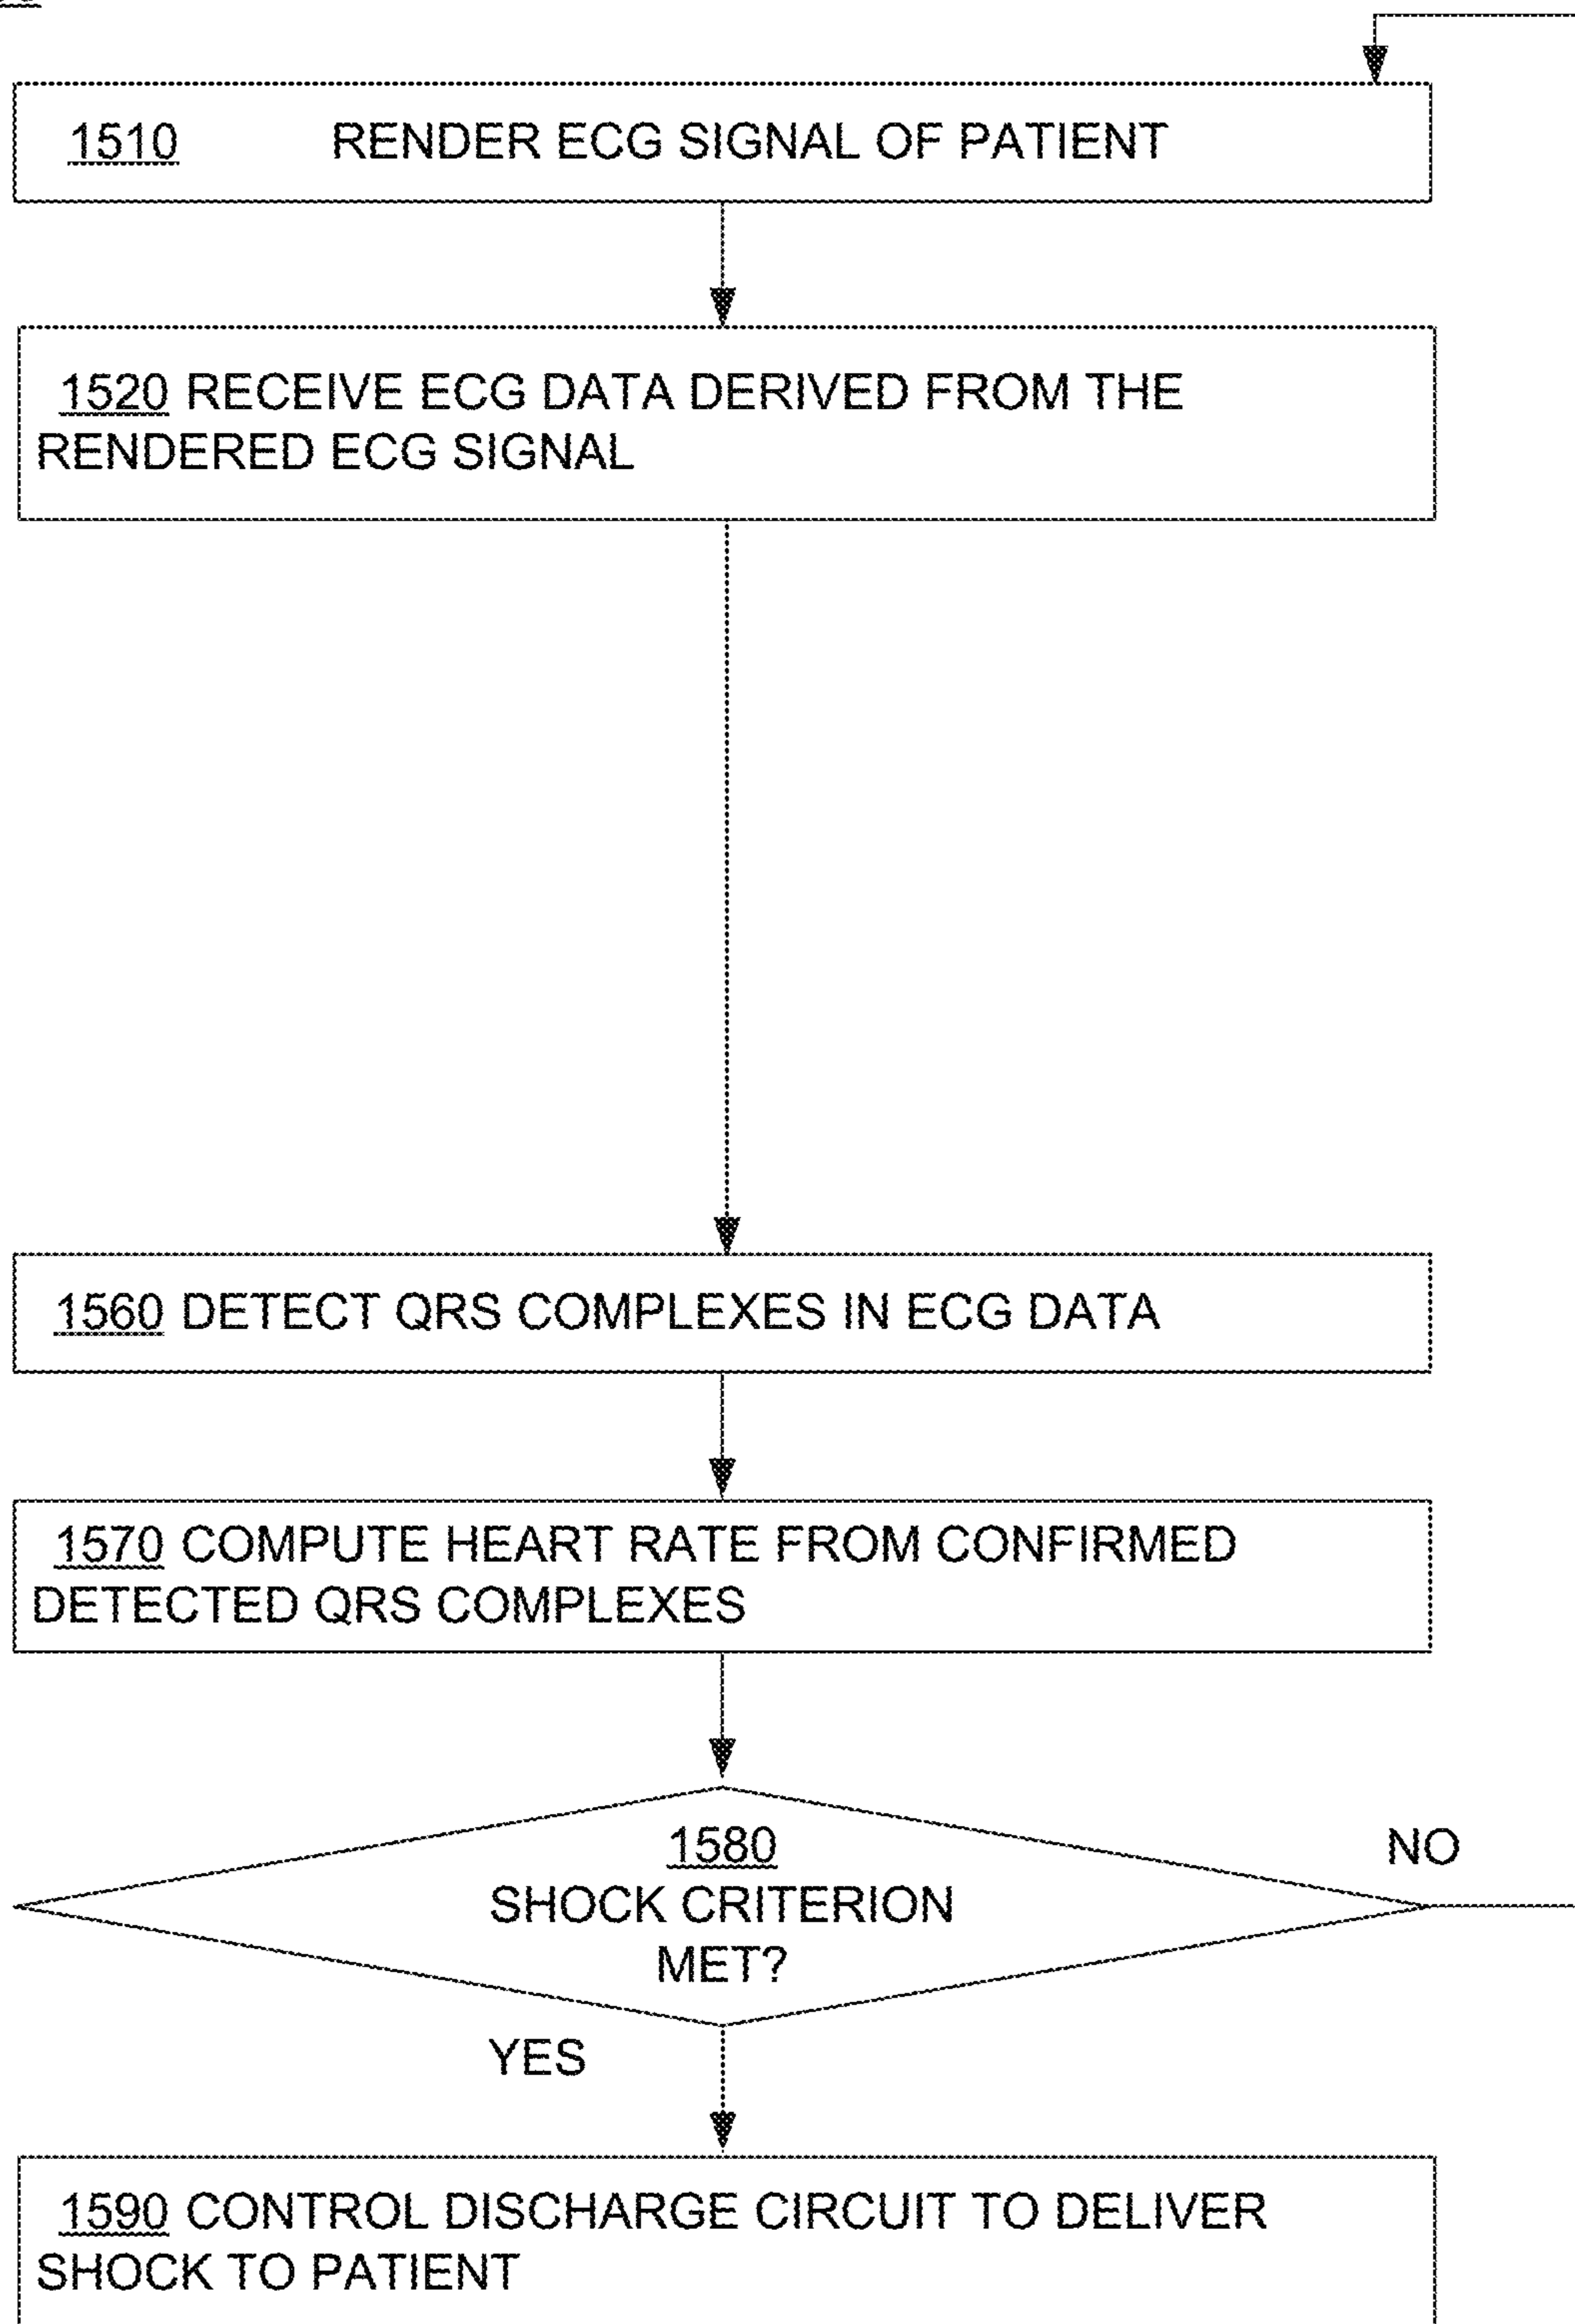 1510 RENDER ECG SIGNAL OF PATIENT
1520 RECEIVE ECG DATA DERIVED FROM THE
RENDERED ECG SIGNAL
1560 DETECT QRS COMPLEXES IN ECG DATA
1570 COMPUTE HEART RATE FROM CONFIRMED
DETECTED QRS COMPLEXES
1580
SHOCK CRITERION
MET?
NO
YES
1590 CONTROL DISCHARGE CIRCUIT TO DELIVER
SHOCK TO PATIENT